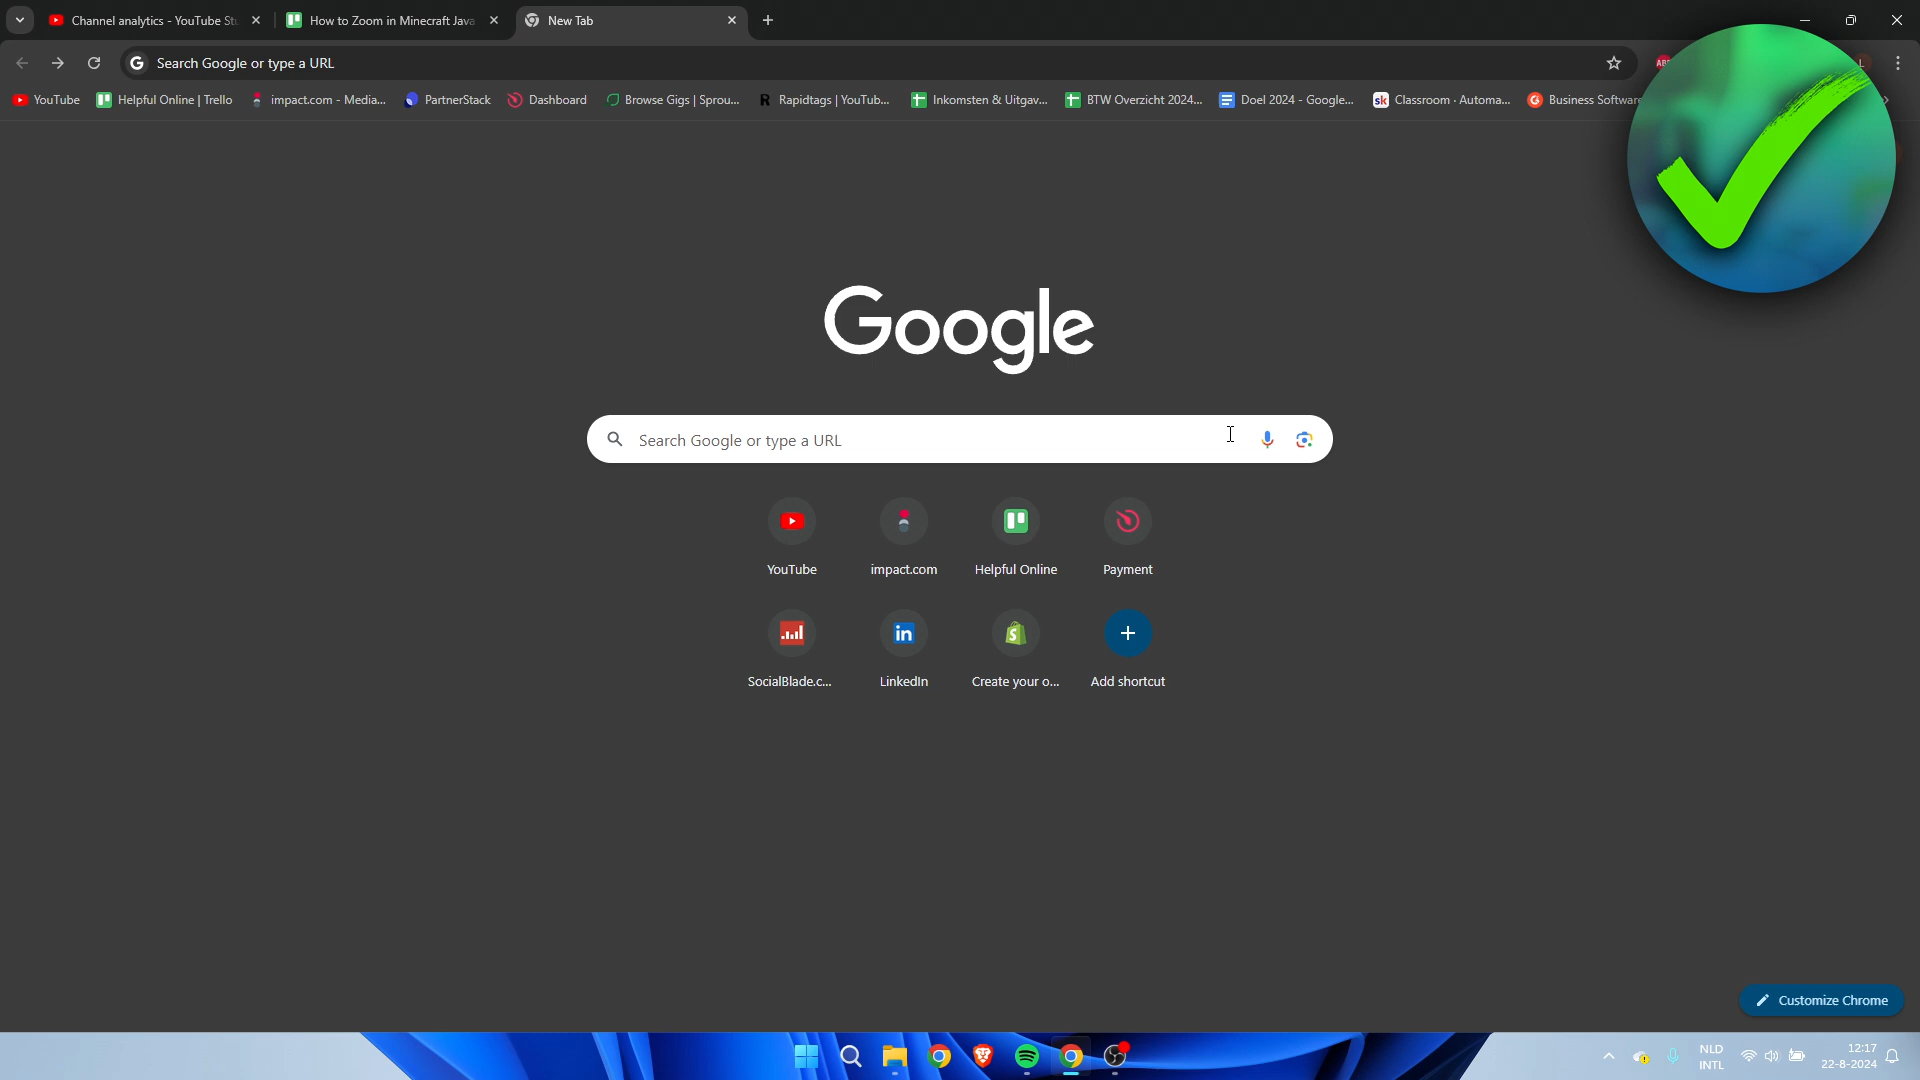 Channel analytics - YouTube St
How to Zoom in Minecraft Java
New Tab
Search Google or type a URL
YouTube
Helpful Online | Trello
impact.com - Media...
PartnerStack
Dashboard
Browse Gigs | Sprou...
Rapidtags | YouTub...
Inkomsten & Uitgav...
BTW Overzicht 2024...
Doel 2024 - Google...
Classroom · Automa...
Business Software
Google
Search Google or type a URL
YouTube
impact.com
Helpful Online
Payment
SocialBlade.c...
LinkedIn
Create your o...
Add shortcut
Customize Chrome
NLD
INTL
12:17
22-8-2024